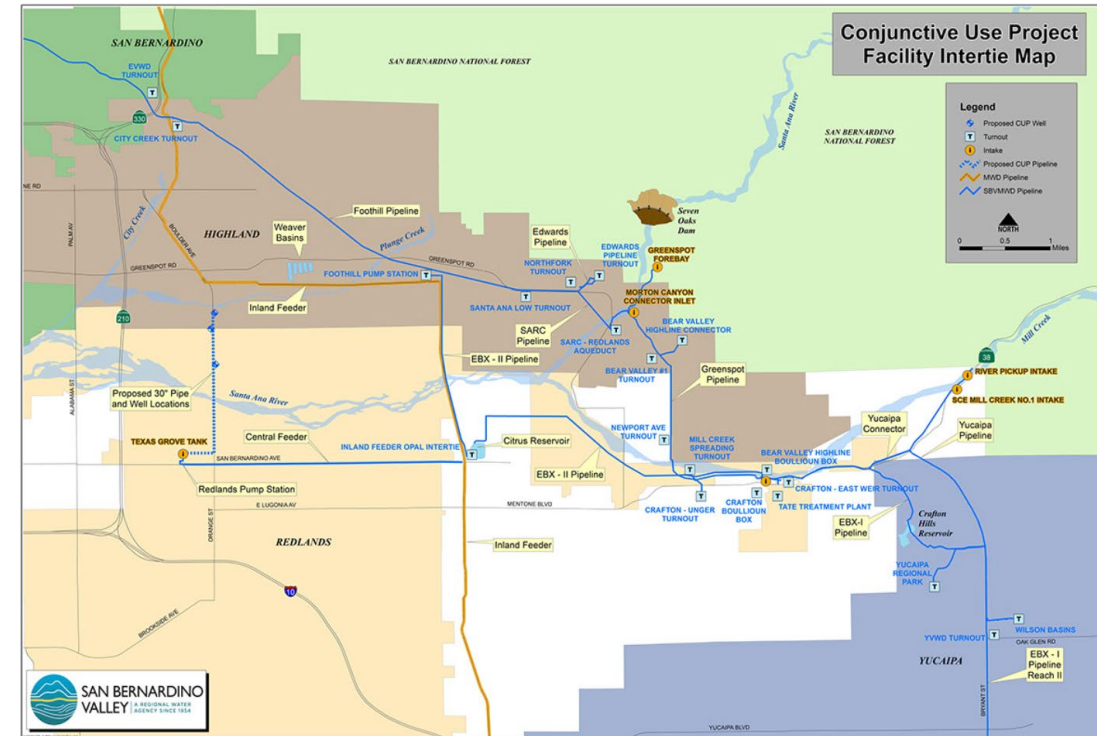 Conjunctive Use Project
Facility Intertie Map
Legend
Proposed CUP Well
Turnout
Intake
Proposed CUP Pipeline
MWD Pipeline
SBVMWD Pipeline
NORTH
0 0.5 1
Miles
SAN BERNARDINO
SAN BERNARDINO NATIONAL FOREST
SAN BERNARDINO
NATIONAL FOREST
Santa Ana River
EVWD
TURNOUT
330
CITY CREEK TURNOUT
NE RD
PALM AV
City Creek
BOULDER AVE
HIGHLAND
Weaver
Basins
Foothill Pipeline
Plunge Creek
GREENSPOT RD
GREENSPOT RD
FOOTHILL PUMP STATION
Inland Feeder
Edwards
Pipeline
NORTHFORK
TURNOUT
EDWARDS
PIPELINE
TURNOUT
Seven
Oaks
Dam
GREENSPOT
FOREBAY
MORTON CANYON
CONNECTOR INLET
SANTA ANA LOW TURNOUT
SARC
Pipeline
SARC - REDLANDS
AQUEDUCT
BEAR VALLEY
HIGHLINE CONNECTOR
BEAR VALLEY #1
TURNOUT
Greenspot
Pipeline
210
EBX - II Pipeline
Proposed 30" Pipe
and Well Locations
ALABAMA ST
Santa Ana River
38
Mill Creek
RIVER PICKUP INTAKE
SCE MILL CREEK NO.1 INTAKE
TEXAS GROVE TANK
Central Feeder
SAN BERNARDINO AVE
INLAND FEEDER OPAL INTERTIE
Citrus Reservoir
EBX - II Pipeline
NEWPORT AVE
TURNOUT
MILL CREEK
SPREADING
TURNOUT
BEAR VALLEY HIGHLINE
BOULLIOUN BOX
Yucaipa
Connector
Yucaipa
Pipeline
Redlands Pump Station
E LUGONIA AV
MENTONE BLVD
CRAFTON - UNGER
TURNOUT
CRAFTON
BOULLIOUN
BOX
CRAFTON - EAST WEIR TURNOUT
TATE TREATMENT PLANT
EBX-I
Pipeline
Crafton
Hills
Reservoir
ORANGE ST
REDLANDS
Inland Feeder
10
YUCAIPA
REGIONAL
PARK
BROOKSIDE AVE
WILSON BASINS
YVWD TURNOUT
OAK GLEN RD
YUCAIPA
EBX - I
Pipeline
Reach II
BRYANT ST
YUCAIPA BLVD
SAN BERNARDINO
VALLEY
A REGIONAL WATER
AGENCY SINCE 1954